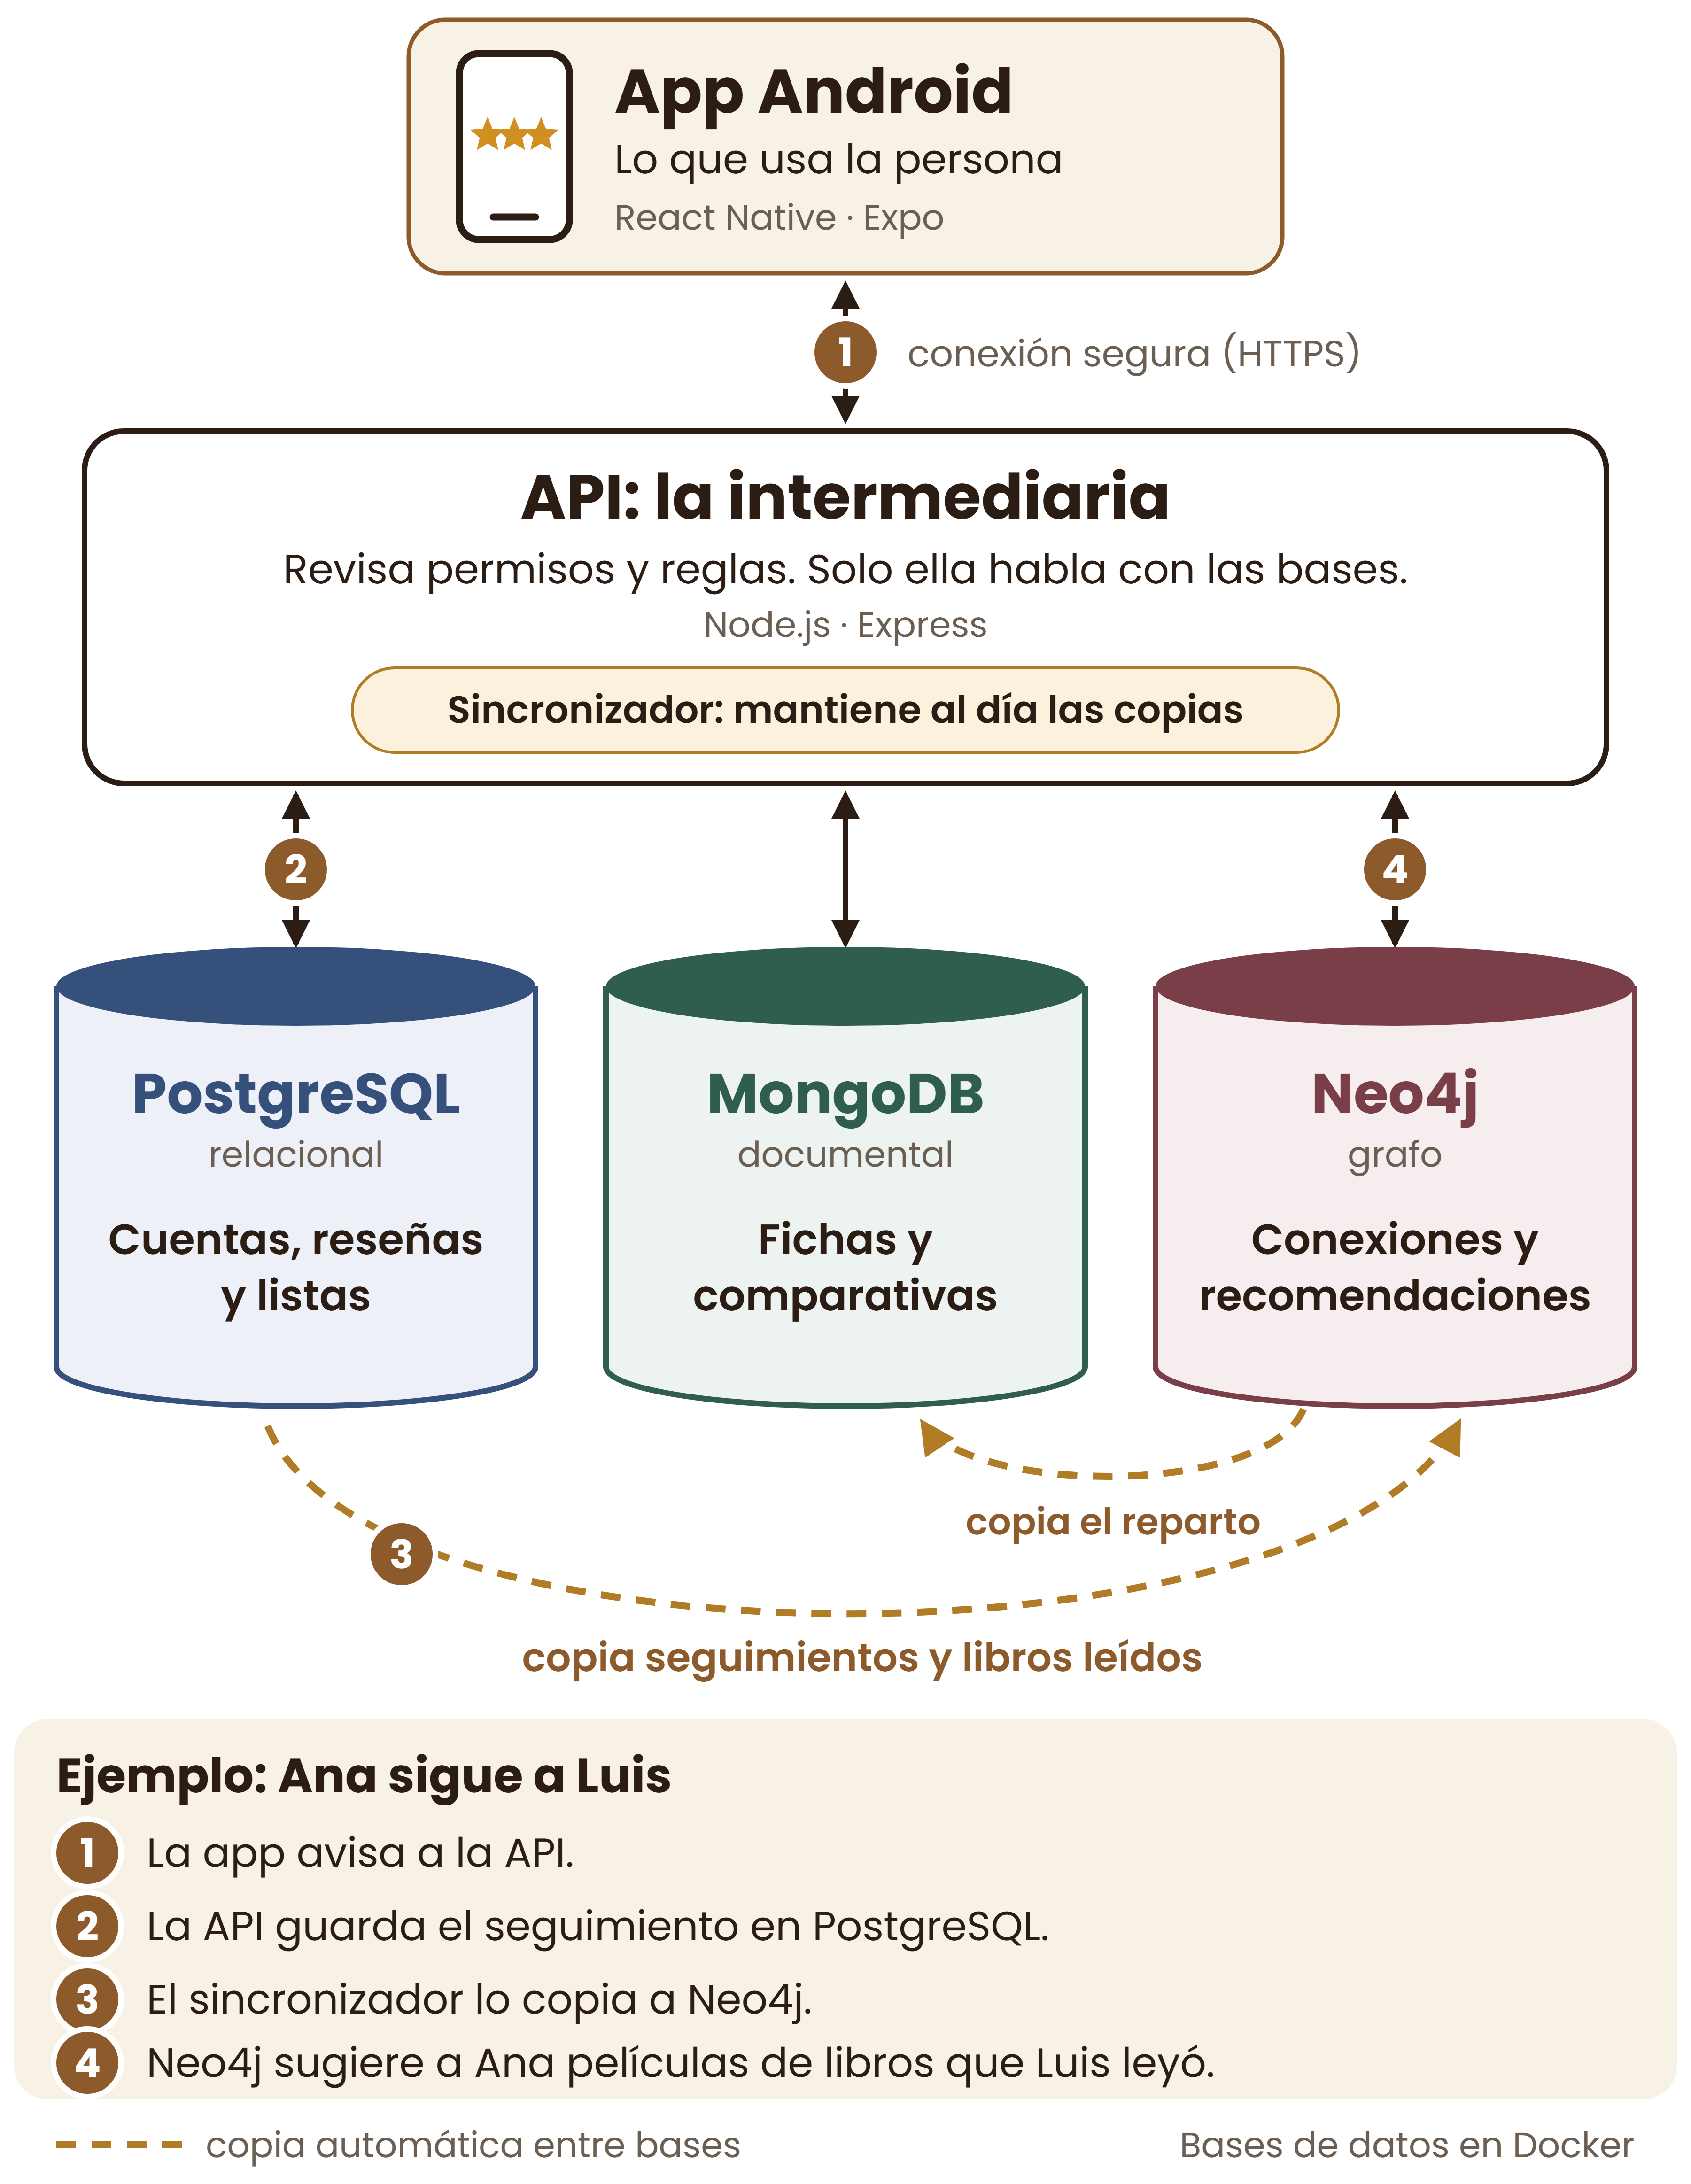 App Android
Lo que usa la persona
React Native · Expo
1
conexión segura (HTTPS)
API: la intermediaria
Revisa permisos y reglas. Solo ella habla con las bases.
Node.js · Express
Sincronizador: mantiene al día las copias
2
4
PostgreSQL
relacional
Cuentas, reseñas
y listas
MongoDB
documental
Fichas y
comparativas
Neo4j
grafo
Conexiones y
recomendaciones
copia el reparto
3
copia seguimientos y libros leídos
Ejemplo: Ana sigue a Luis
1 La app avisa a la API.
2 La API guarda el seguimiento en PostgreSQL.
3 El sincronizador lo copia a Neo4j.
4 Neo4j sugiere a Ana películas de libros que Luis leyó.
copia automática entre bases
Bases de datos en Docker